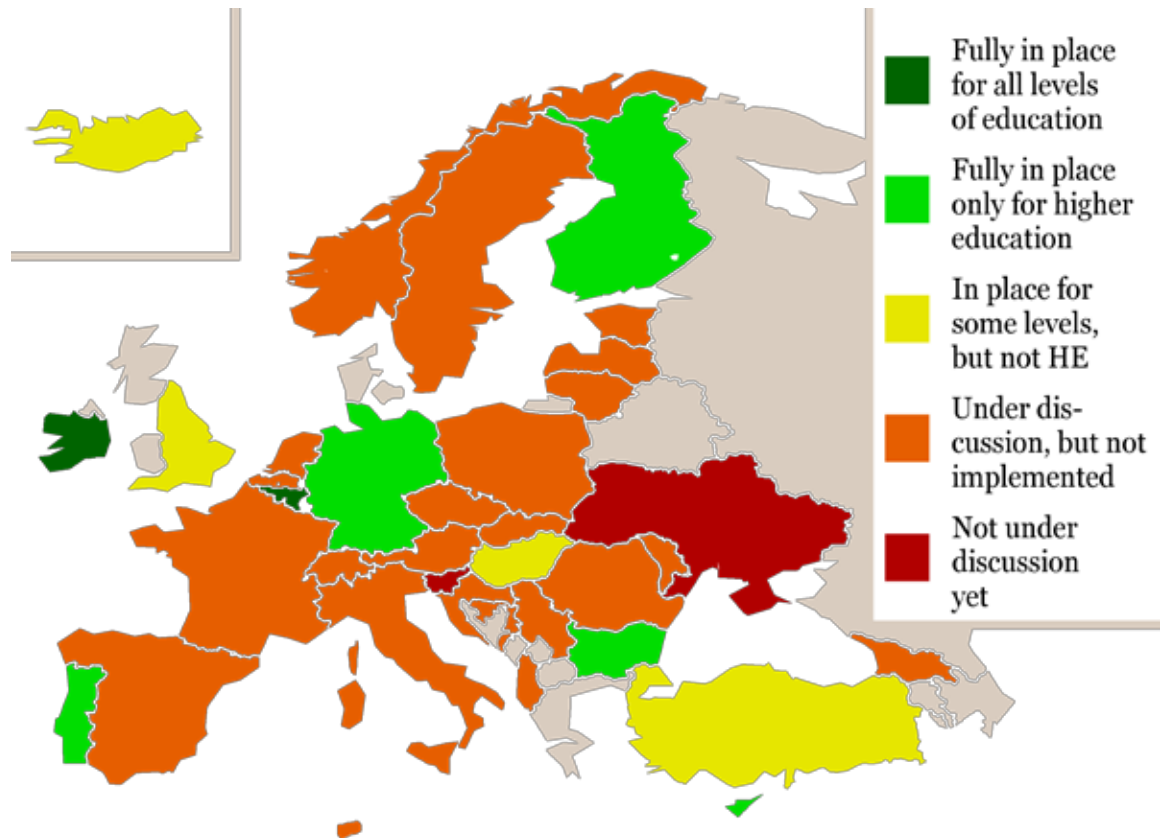 Fully in place
for all levels
of education
Fully in place
only for higher
education
In place for
some levels,
but not HE
Under dis-
cussion, but not
implemented
Not under
discussion
yet